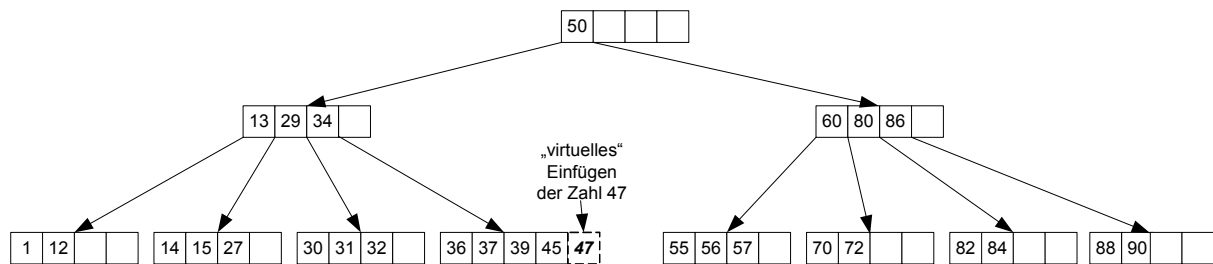 50
13 29 34
60 80 86
„virtuelles“
Einfügen
der Zahl 47
1 12
14 15 27
30 31 32
36 37 39 45 47
55 56 57
70 72
82 84
88 90